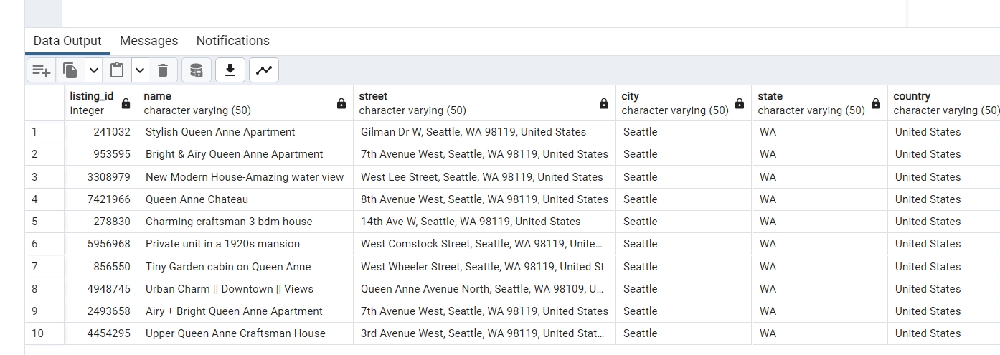 Data Output Messages Notifications
listing_id name street city state country
integer character varying (50) character varying (50) character varying (50) character varying (50) character varying (50)
1 241032 Stylish Queen Anne Apartment Gilman Dr W, Seattle, WA 98119, United States Seattle WA United States
2 953595 Bright & Airy Queen Anne Apartment 7th Avenue West, Seattle, WA 98119, United States Seattle WA United States
3 3308979 New Modern House-Amazing water view West Lee Street, Seattle, WA 98119, United States Seattle WA United States
4 7421966 Queen Anne Chateau 8th Avenue West, Seattle, WA 98119, United States Seattle WA United States
5 278830 Charming craftsman 3 bdm house 14th Ave W, Seattle, WA 98119, United States Seattle WA United States
6 5956968 Private unit in a 1920s mansion West Comstock Street, Seattle, WA 98119, Unite... Seattle WA United States
7 856550 Tiny Garden cabin on Queen Anne West Wheeler Street, Seattle, WA 98119, United St Seattle WA United States
8 4948745 Urban Charm || Downtown || Views Queen Anne Avenue North, Seattle, WA 98109, U... Seattle WA United States
9 2493658 Airy + Bright Queen Anne Apartment 7th Avenue West, Seattle, WA 98119, United States Seattle WA United States
10 4454295 Upper Queen Anne Craftsman House 3rd Avenue West, Seattle, WA 98119, United Stat... Seattle WA United States